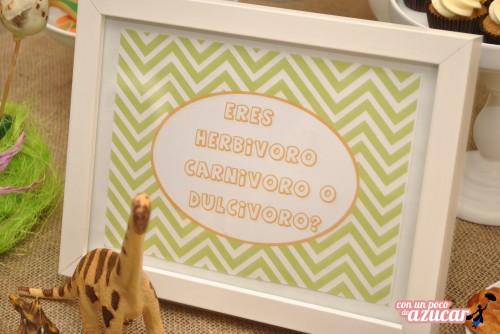 ERES
HERBIVORO
CARNIVORO O
DULCIVORO?
con un poco
de azucar